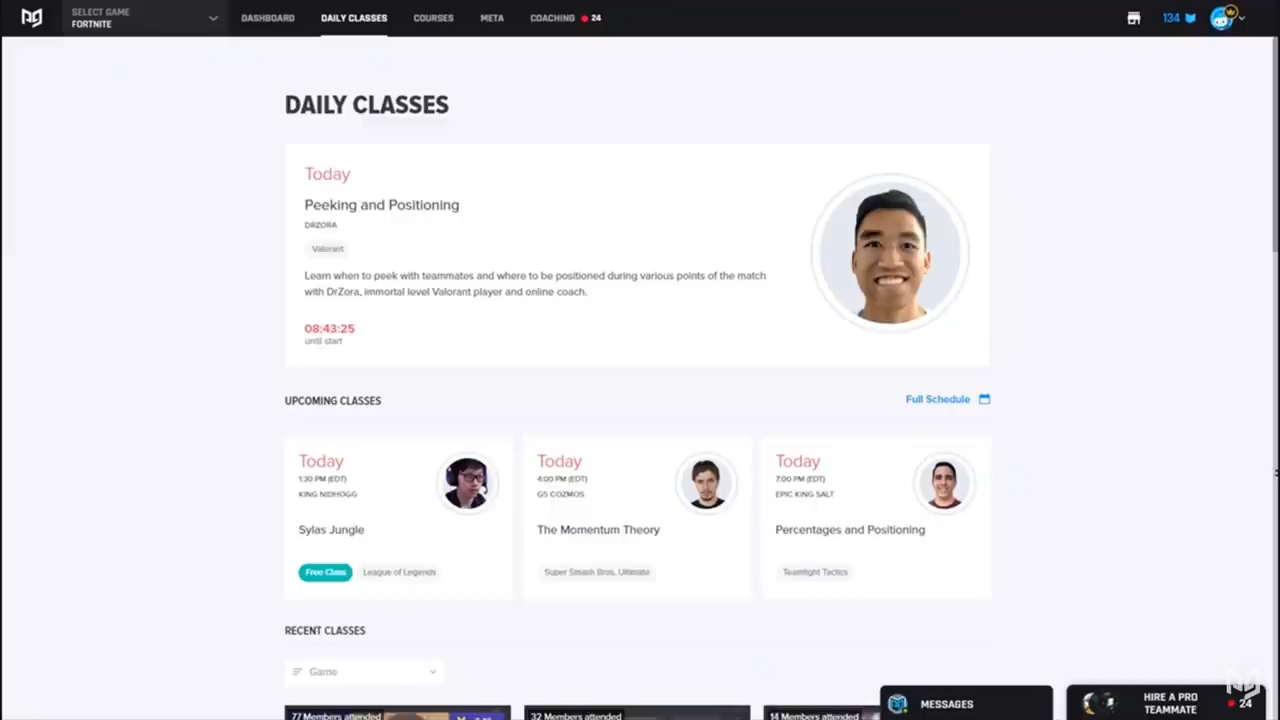 SELECT GAME
FORTNITE
DASHBOARD
DAILY CLASSES
COURSES
META
COACHING
24
134
DAILY CLASSES
Today
Peeking and Positioning
DRZORA
Valorant
Learn when to peek with teammates and where to be positioned during various points of the match
with DrZora, immortal level Valorant player and online coach.
08:43:25
until start
UPCOMING CLASSES
Full Schedule
Today
1:30 PM (EDT)
KING NIDHOGG
Sylas Jungle
Free Class
League of Legends
Today
4:00 PM (EDT)
G5 COZMOS
The Momentum Theory
Super Smash Bros. Ultimate
Today
7:00 PM (EDT)
EPIC KING SALT
Percentages and Positioning
Teamfight Tactics
RECENT CLASSES
Game
77 Members attended
32 Members attended
14 Members attended
MESSAGES
HIRE A PRO
TEAMMATE
24